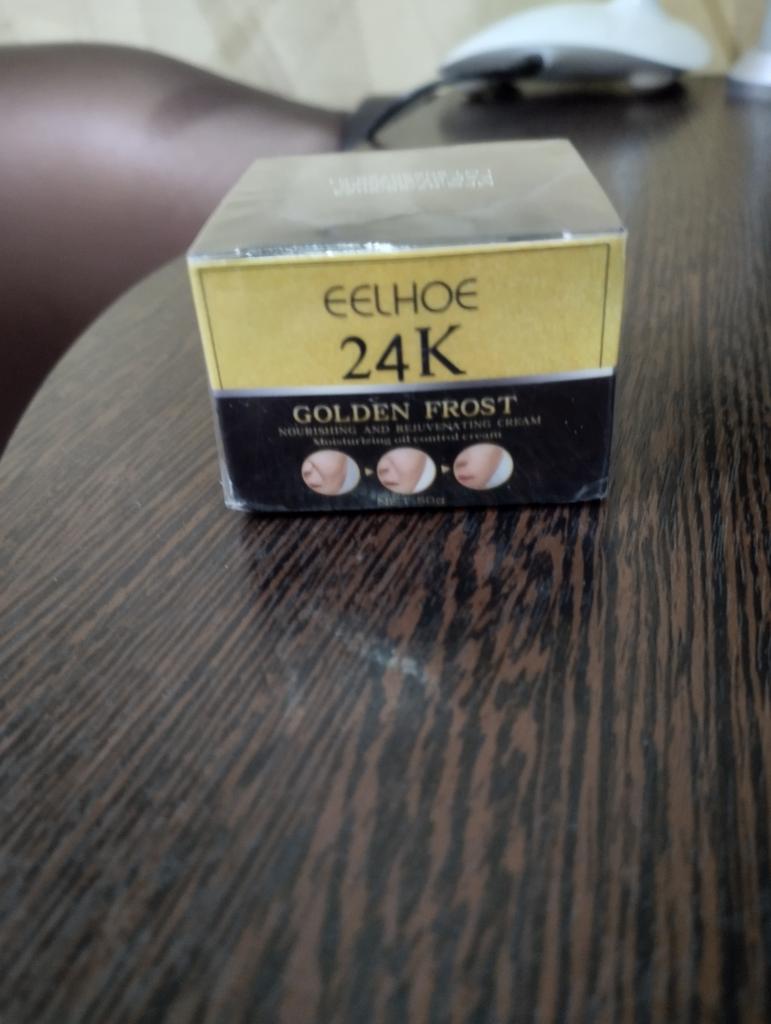 EELHOE
24K
GOLDEN FROST
NOURISHING AND REJUVENATING CREAM
Moisturizing oil control cream